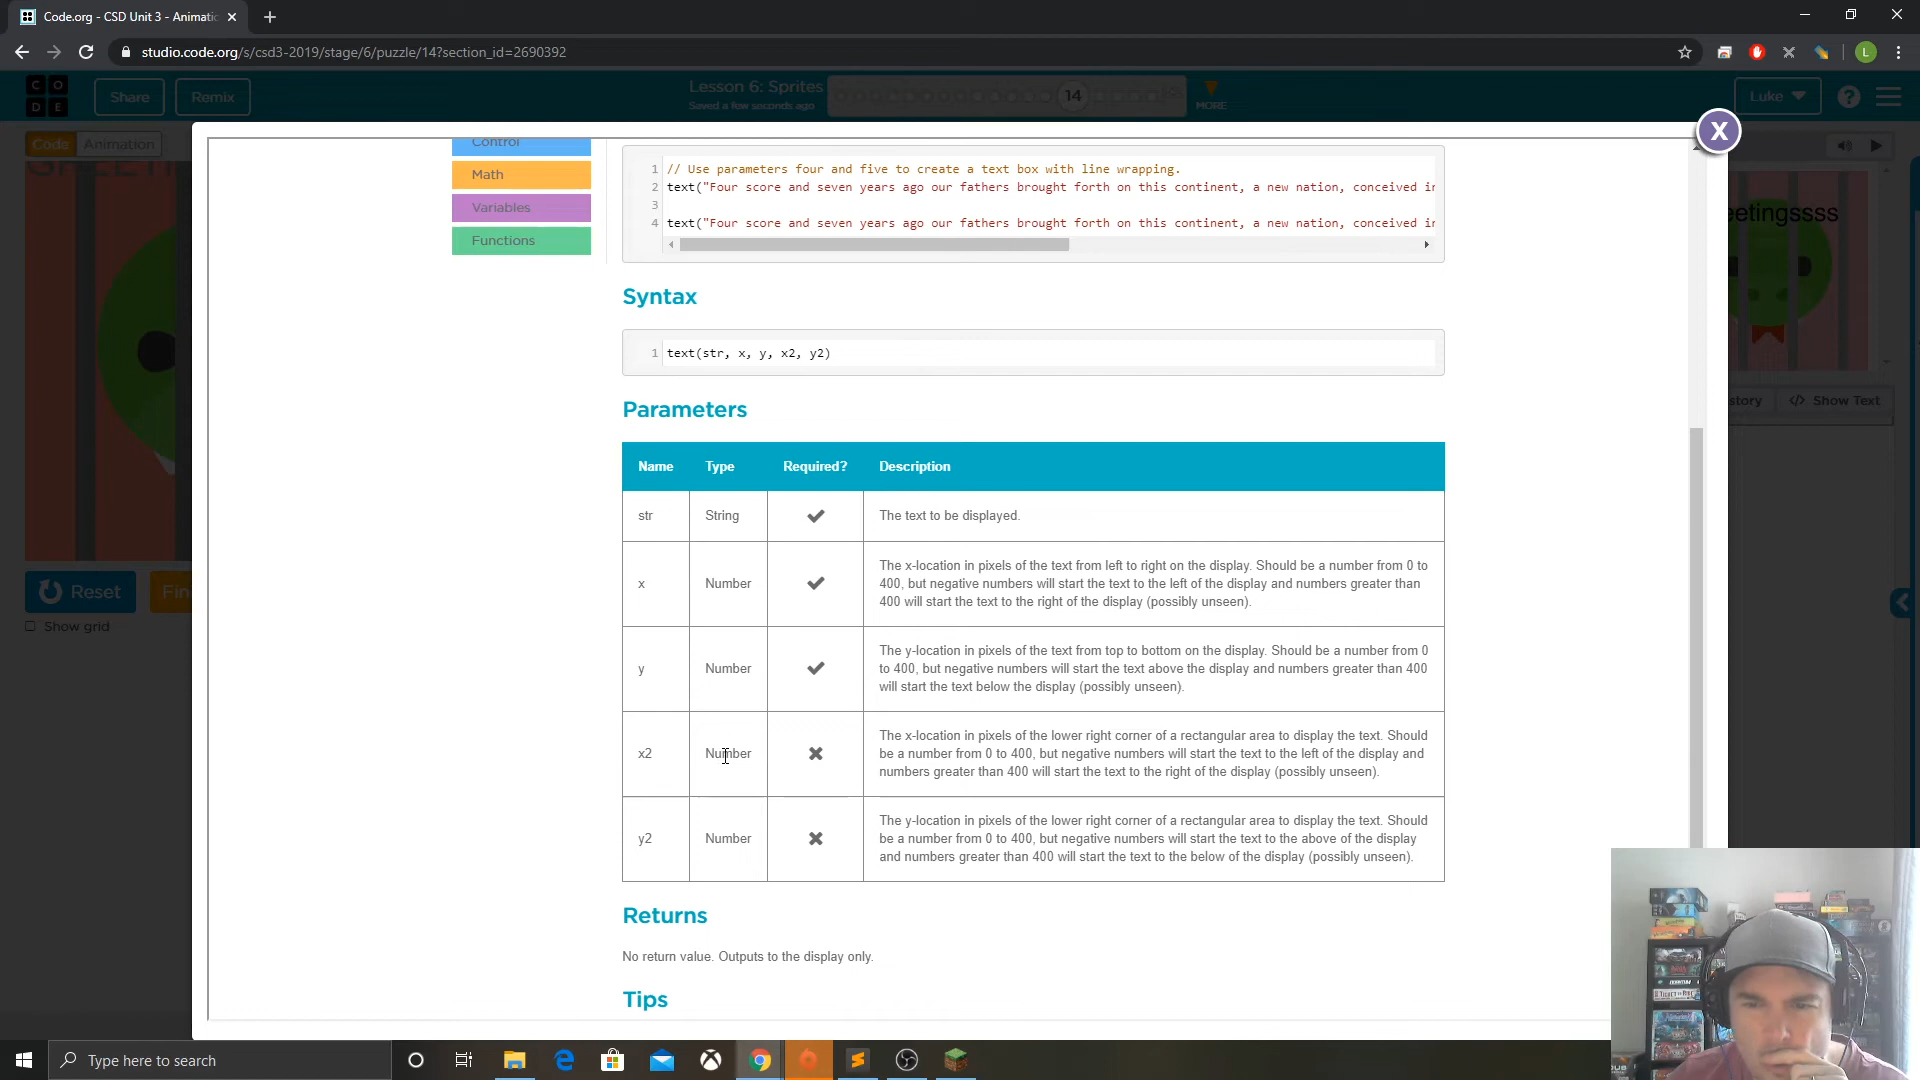 Code.org - CSD Unit 3 - Animatic
studio.code.org/s/csd3-2019/stage/6/puzzle/14?section_id=2690392
L
C O
D E
Share
Remix
Lesson 6: Sprites
Saved a few seconds ago
14
MORE
Luke
Code
Animation
X
Control
Math
Variables
Functions
1 // Use parameters four and five to create a text box with line wrapping.
2 text("Four score and seven years ago our fathers brought forth on this continent, a new nation, conceived in
3
4 text("Four score and seven years ago our fathers brought forth on this continent, a new nation, conceived in
eetingssss
Syntax
1 text(str, x, y, x2, y2)
Parameters
Name Type Required? Description
str String The text to be displayed.
x Number The x-location in pixels of the text from left to right on the display. Should be a number from 0 to
400, but negative numbers will start the text to the left of the display and numbers greater than
400 will start the text to the right of the display (possibly unseen).
y Number The y-location in pixels of the text from top to bottom on the display. Should be a number from 0
to 400, but negative numbers will start the text above the display and numbers greater than 400
will start the text below the display (possibly unseen).
x2 Number The x-location in pixels of the lower right corner of a rectangular area to display the text. Should
be a number from 0 to 400, but negative numbers will start the text to the left of the display and
numbers greater than 400 will start the text to the right of the display (possibly unseen).
y2 Number The y-location in pixels of the lower right corner of a rectangular area to display the text. Should
be a number from 0 to 400, but negative numbers will start the text to the above of the display
and numbers greater than 400 will start the text to the below of the display (possibly unseen).
Returns
No return value. Outputs to the display only.
Tips
Reset
Fin
Show grid
story
Show Text
Type here to search